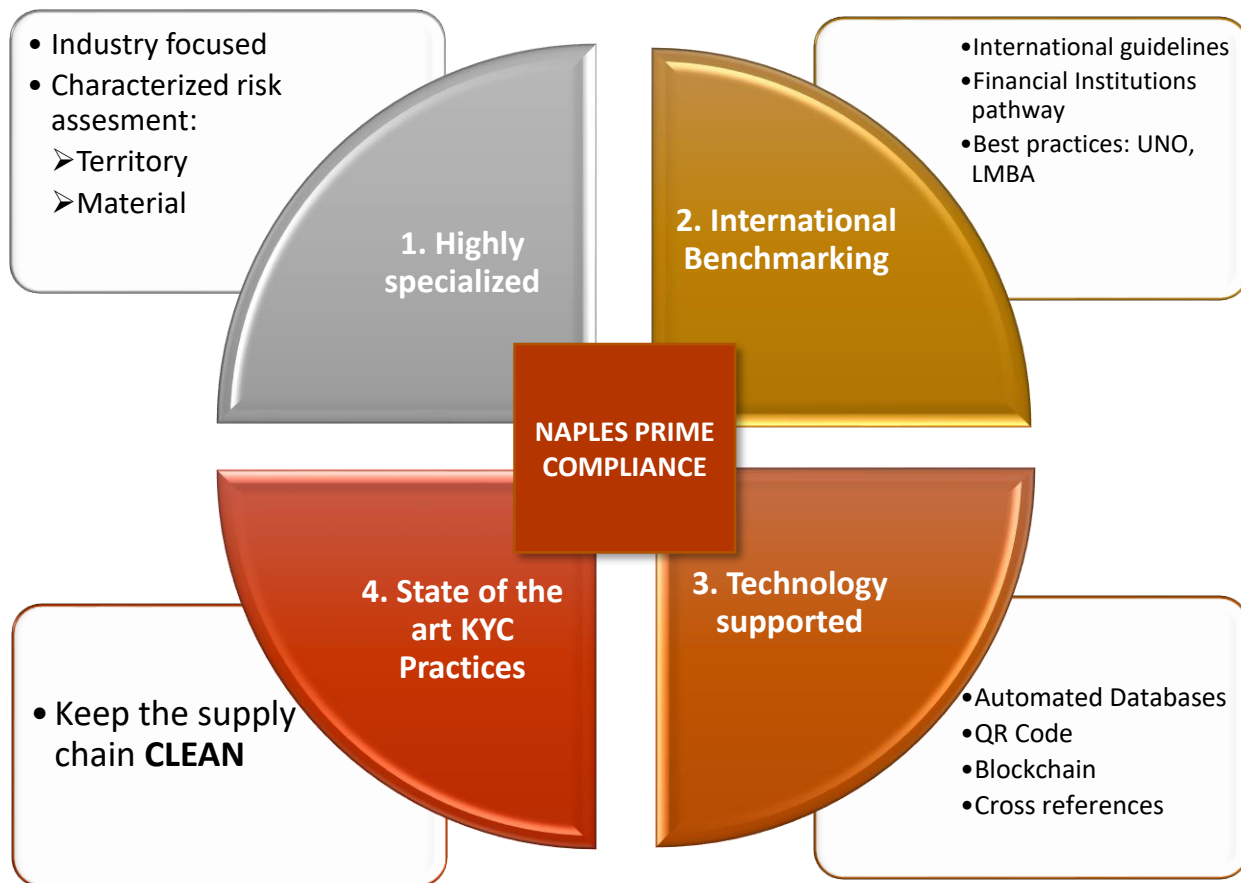 • Industry focused
• Characterized risk
assesment:
➢Territory
➢Material
1. Highly
specialized
•International guidelines
•Financial Institutions
pathway
•Best practices: UNO,
LMBA
2. International
Benchmarking
NAPLES PRIME
COMPLIANCE
3. Technology
supported
•Automated Databases
•QR Code
•Blockchain
•Cross references
4. State of the
art KYC
Practices
• Keep the supply
chain CLEAN